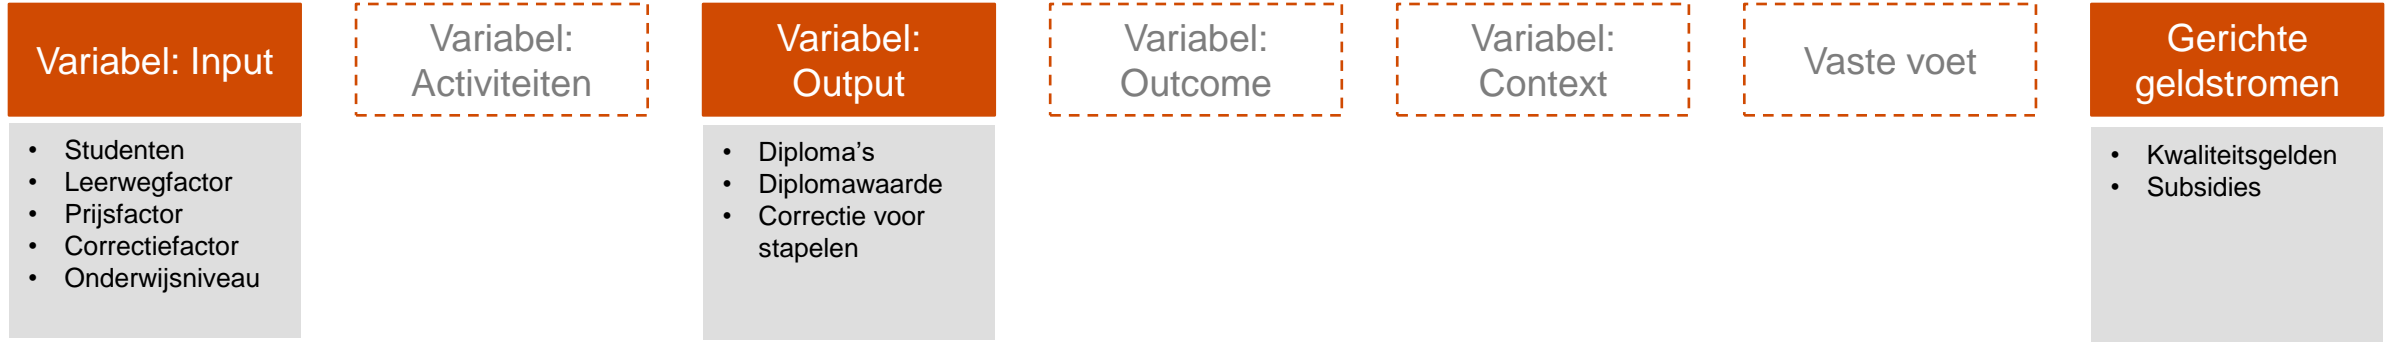 Variabel: Input
• Studenten
• Leerwegfactor
• Prijsfactor
• Correctiefactor
• Onderwijsniveau
Variabel:
Activiteiten
Variabel:
Output
• Diploma’s
• Diplomawaarde
• Correctie voor
stapelen
Variabel:
Outcome
Variabel:
Context
Vaste voet
Gerichte
geldstromen
• Kwaliteitsgelden
• Subsidies